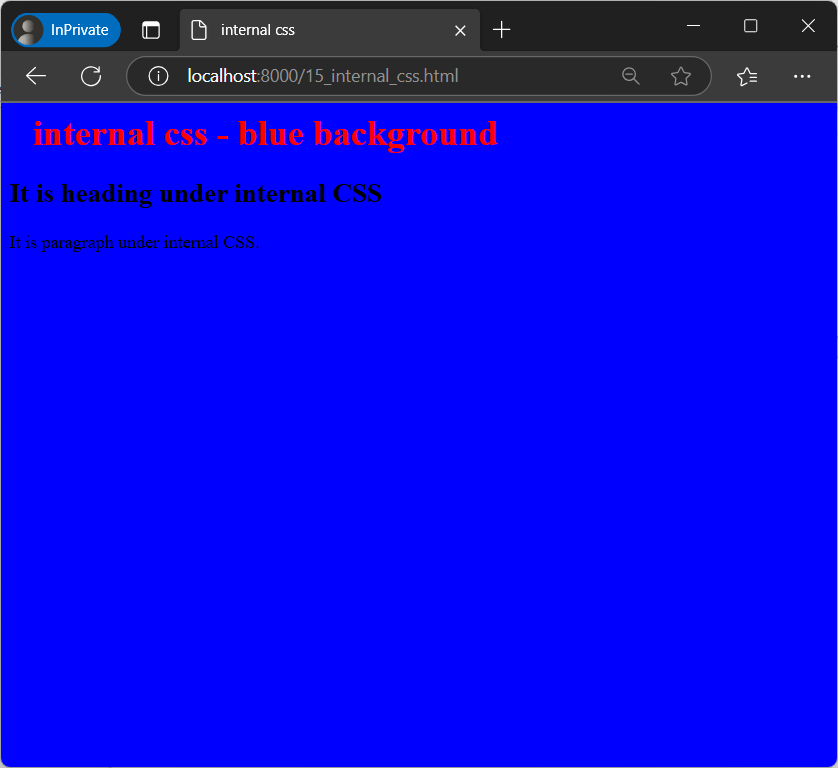 InPrivate
internal css
localhost:8000/15_internal_css.html
internal css - blue background
It is heading under internal CSS
It is paragraph under internal CSS.